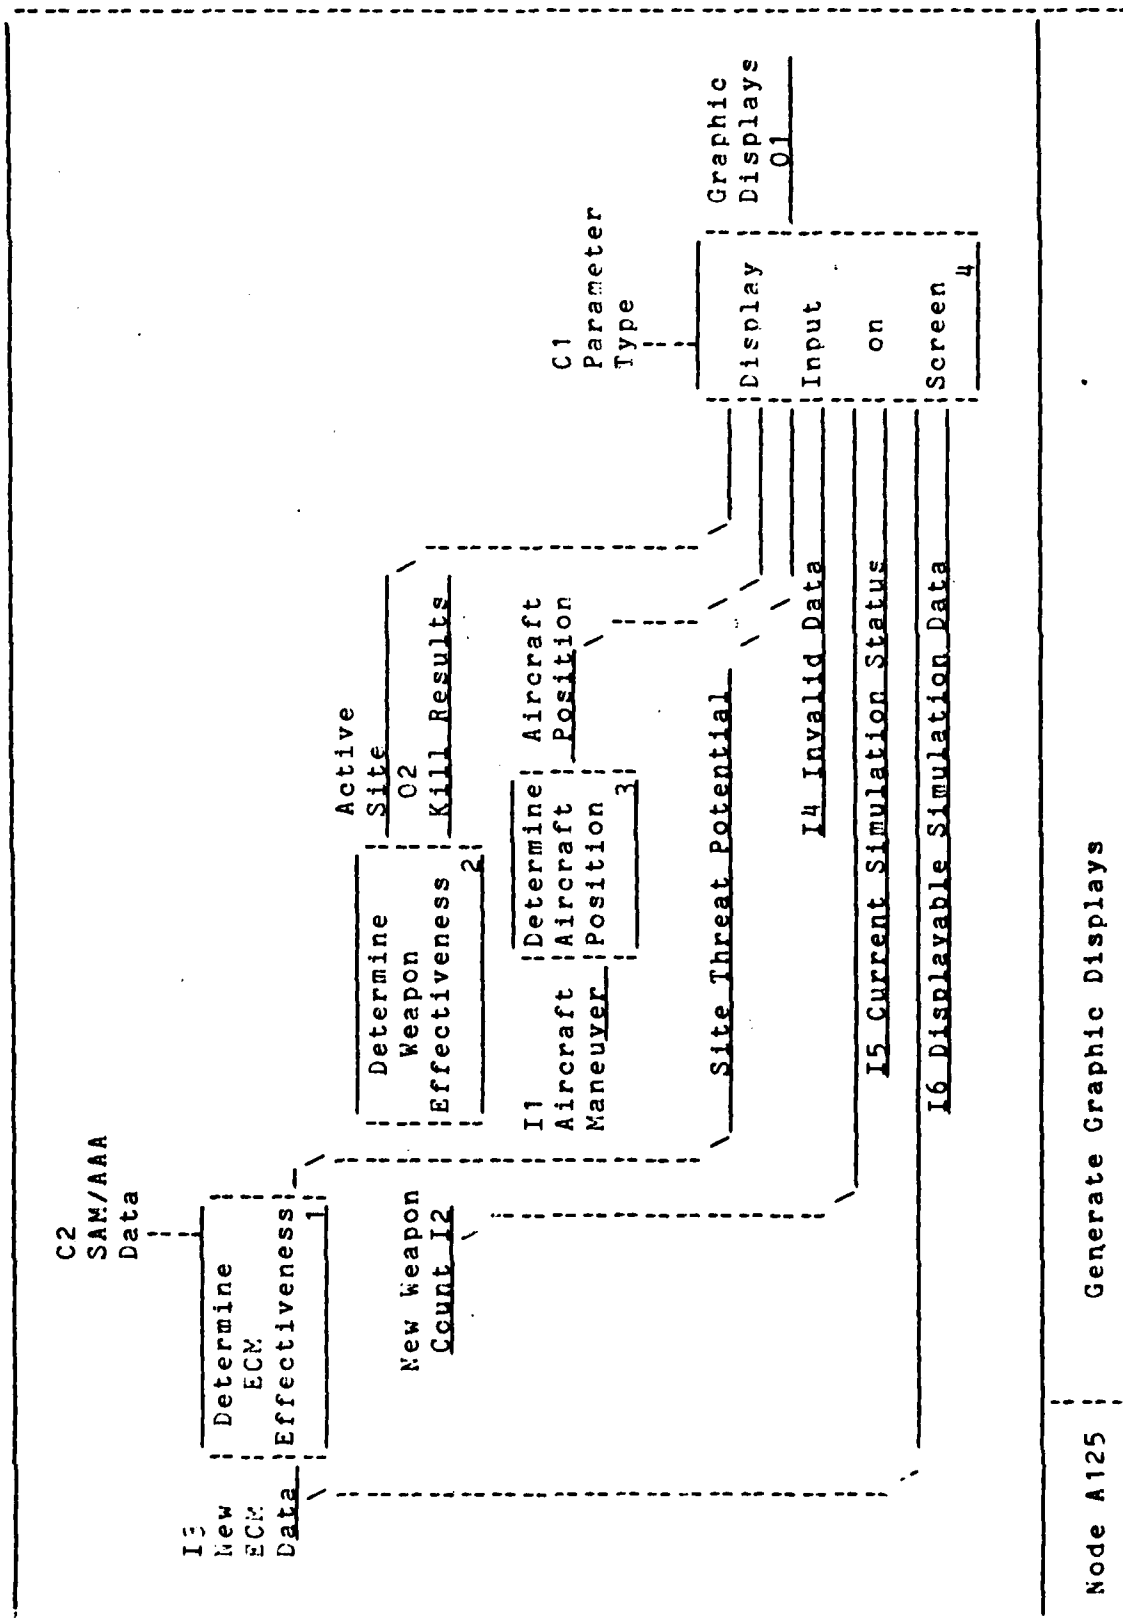 C2
SAM/AAA
Data
I3
New
ECM
Data
Determine
ECM
Effectiveness
1
New Weapon
Count I2
Determine
Weapon
Effectiveness
2
Active
Site
O2
Kill Results
I1
Aircraft
Maneuver
Determine
Aircraft
Position
3
Aircraft
Position
C1
Parameter
Type
Site Threat Potential
I4 Invalid Data
I5 Current Simulation Status
I6 Displayable Simulation Data
Display
Input
on
Screen
4
Graphic
Displays
O1
Node A125
Generate Graphic Displays